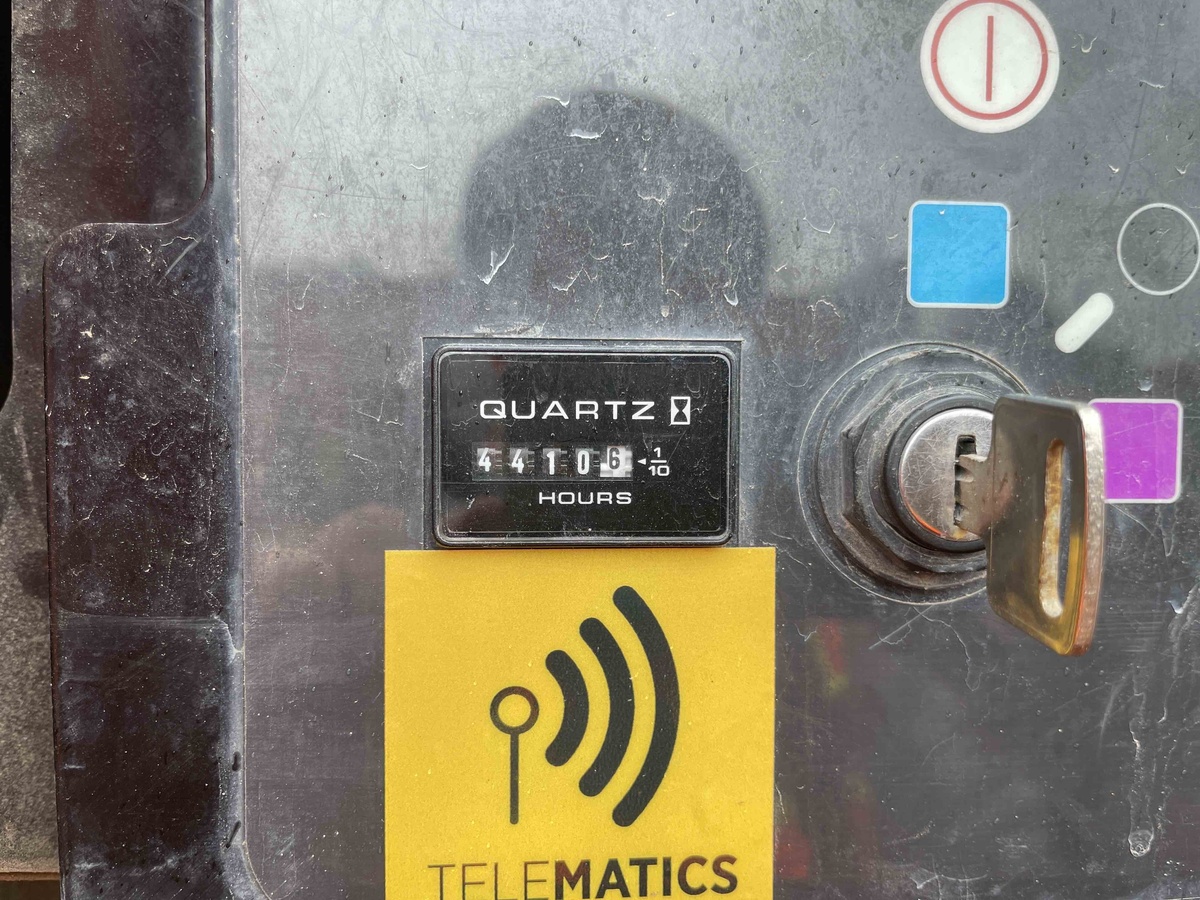 QUARTZ
44106 1/10
HOURS
TELEMATICS